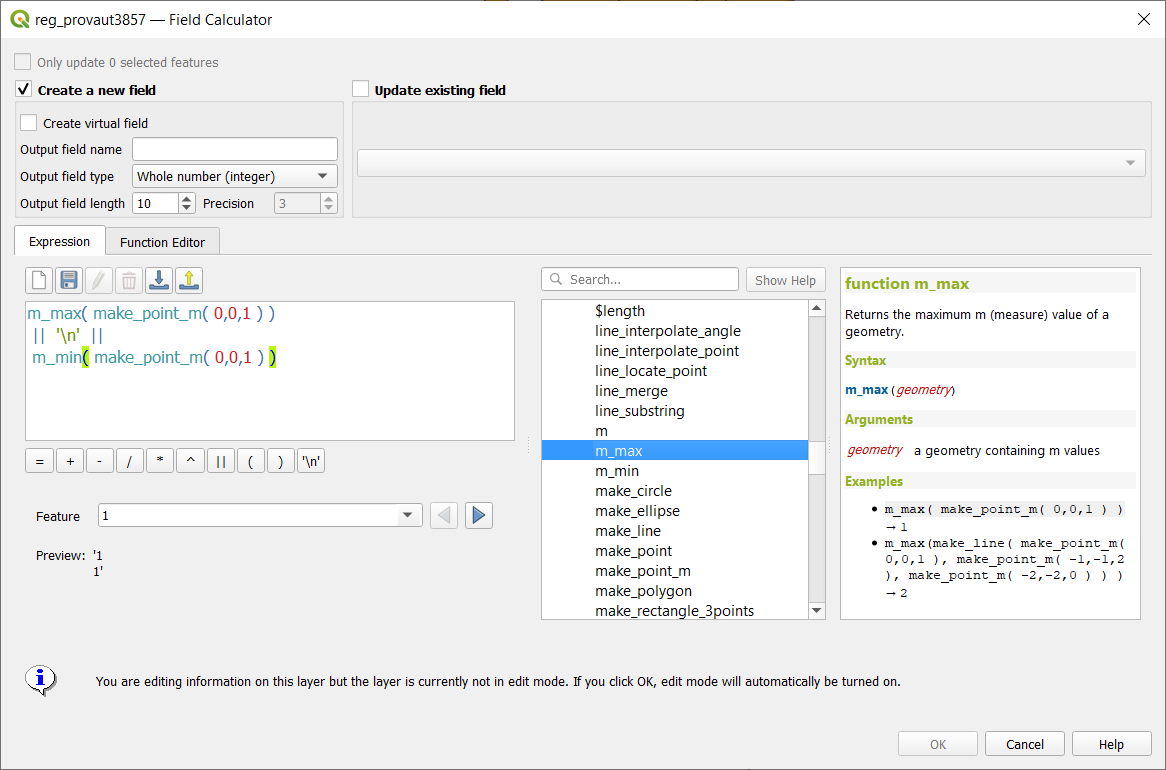 reg_provaut3857 — Field Calculator
Only update 0 selected features
Create a new field
Update existing field
Create virtual field
Output field name
Output field type
Whole number (integer)
Output field length
10
Precision
3
Expression
Function Editor
m_max( make_point_m( 0,0,1 ) )
|| '\n' ||
m_min( make_point_m( 0,0,1 ) )
= + - / * ^ || ( ) '\n'
Feature
1
Preview: '1
1'
Search...
Show Help
$length
line_interpolate_angle
line_interpolate_point
line_locate_point
line_merge
line_substring
m
m_max
m_min
make_circle
make_ellipse
make_line
make_point
make_point_m
make_polygon
make_rectangle_3points
function m_max
Returns the maximum m (measure) value of a
geometry.
Syntax
m_max(geometry)
Arguments
geometry a geometry containing m values
Examples
• m_max( make_point_m( 0,0,1 ) )
→ 1
• m_max(make_line( make_point_m(
0,0,1 ), make_point_m( -1,-1,2
), make_point_m( -2,-2,0 ) ) )
→ 2
You are editing information on this layer but the layer is currently not in edit mode. If you click OK, edit mode will automatically be turned on.
OK
Cancel
Help